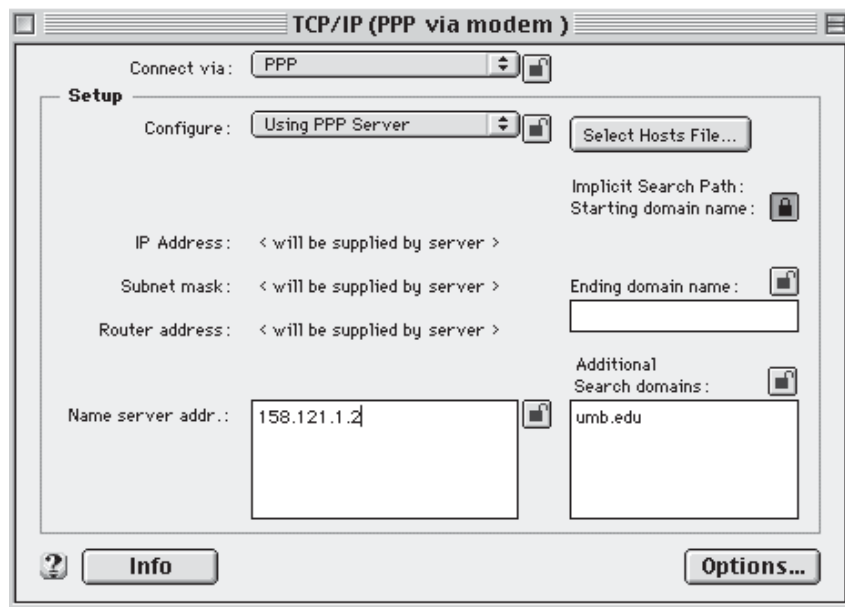 TCP/IP (PPP via modem )
Connect via: PPP
Setup
Configure: Using PPP Server
Select Hosts File...
Implicit Search Path:
Starting domain name:
IP Address: < will be supplied by server >
Subnet mask: < will be supplied by server >
Ending domain name:
Router address: < will be supplied by server >
Additional
Search domains:
Name server addr.: 158.121.1.2
umb.edu
?
Info
Options...